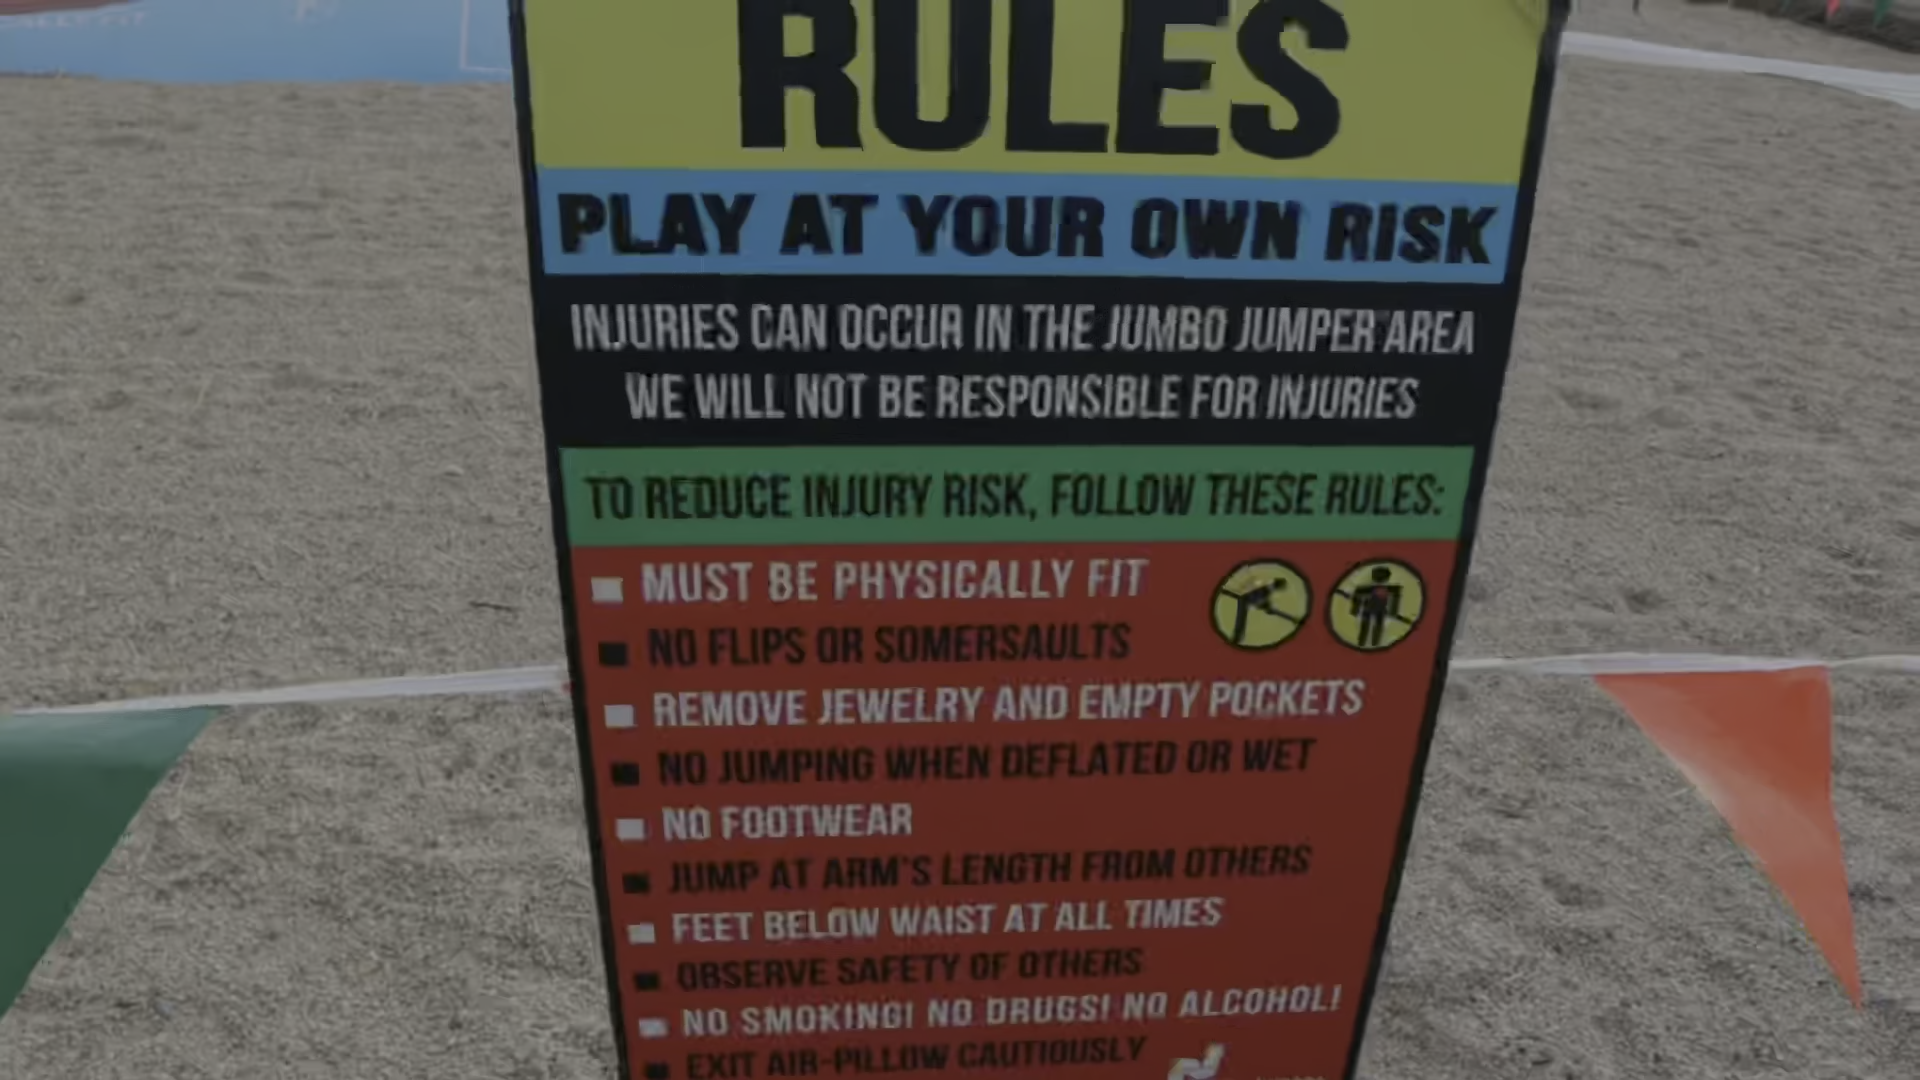 RULES
PLAY AT YOUR OWN RISK
INJURIES CAN OCCUR IN THE JUMBO JUMPER AREA
WE WILL NOT BE RESPONSIBLE FOR INJURIES
TO REDUCE INJURY RISK, FOLLOW THESE RULES:
MUST BE PHYSICALLY FIT
NO FLIPS OR SOMERSAULTS
REMOVE JEWELRY AND EMPTY POCKETS
NO JUMPING WHEN DEFLATED OR WET
NO FOOTWEAR
JUMP AT ARM'S LENGTH FROM OTHERS
FEET BELOW WAIST AT ALL TIMES
OBSERVE SAFETY OF OTHERS
NO SMOKING! NO DRUGS! NO ALCOHOL!
EXIT AIR-PILLOW CAUTIOUSLY